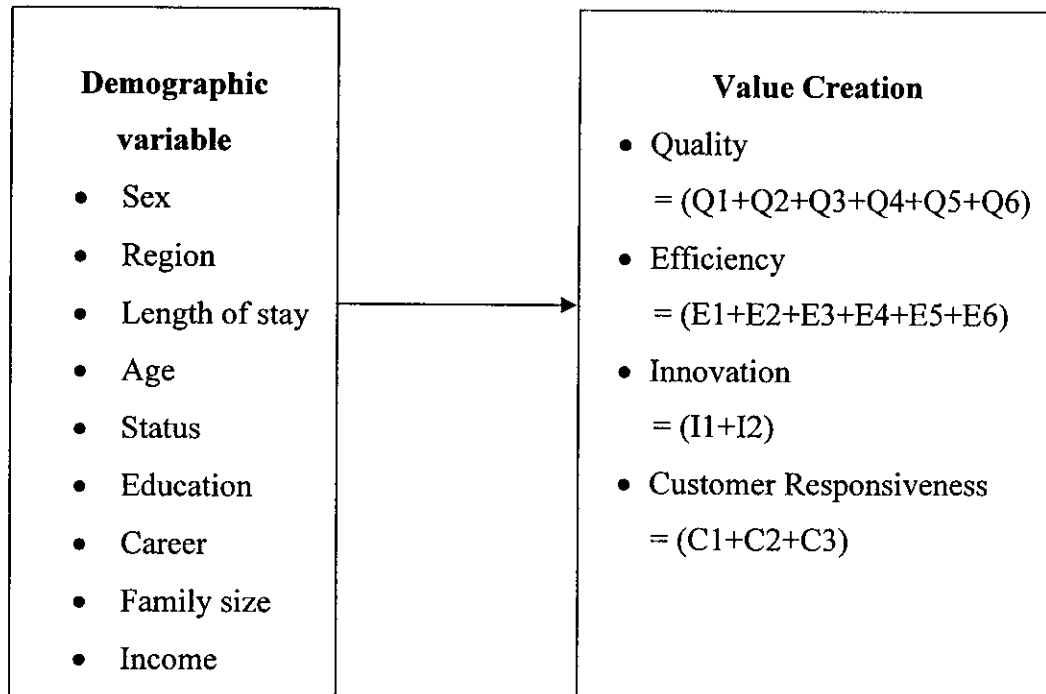 Demographic
variable
• Sex
• Region
• Length of stay
• Age
• Status
• Education
• Career
• Family size
• Income
Value Creation
• Quality
= (Q1+Q2+Q3+Q4+Q5+Q6)
• Efficiency
= (E1+E2+E3+E4+E5+E6)
• Innovation
= (I1+I2)
• Customer Responsiveness
= (C1+C2+C3)